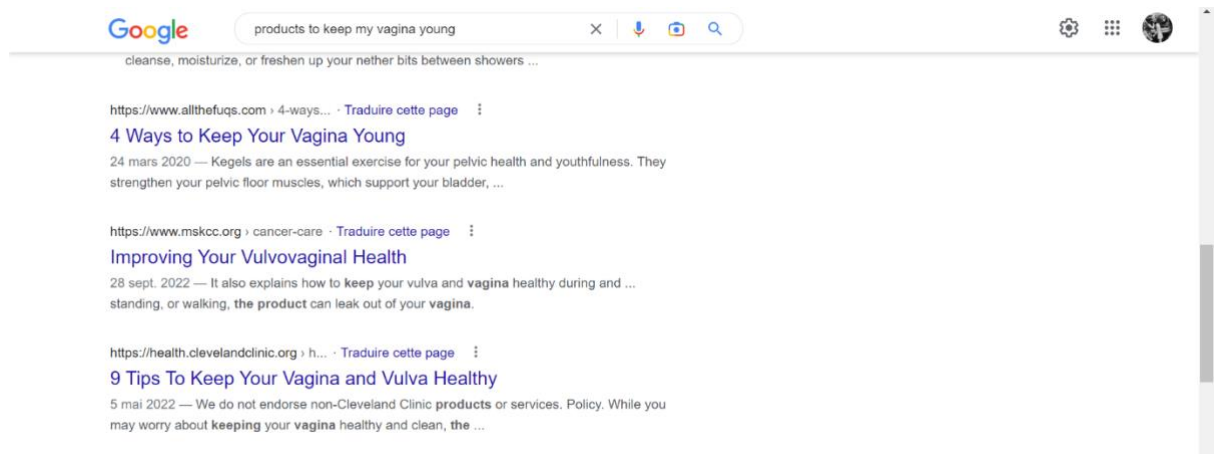 Google
products to keep my vagina young
cleanse, moisturize, or freshen up your nether bits between showers ...
https://www.allthefuqs.com › 4-ways... · Traduire cette page
4 Ways to Keep Your Vagina Young
24 mars 2020 — Kegels are an essential exercise for your pelvic health and youthfulness. They
strengthen your pelvic floor muscles, which support your bladder, ...
https://www.mskcc.org › cancer-care · Traduire cette page
Improving Your Vulvovaginal Health
28 sept. 2022 — It also explains how to keep your vulva and vagina healthy during and ...
standing, or walking, the product can leak out of your vagina.
https://health.clevelandclinic.org › h... · Traduire cette page
9 Tips To Keep Your Vagina and Vulva Healthy
5 mai 2022 — We do not endorse non-Cleveland Clinic products or services. Policy. While you
may worry about keeping your vagina healthy and clean, the ...